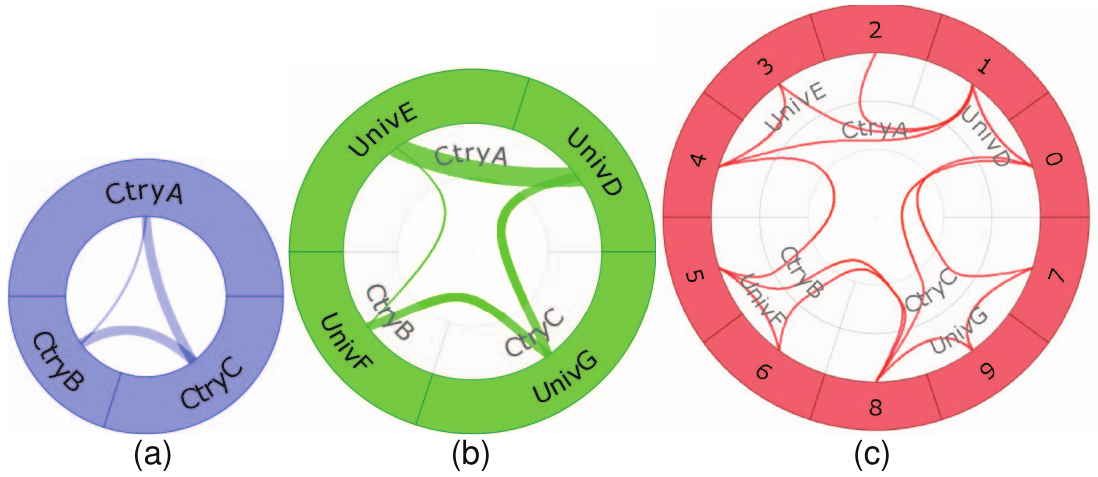 CtryA
CtryB
CtryC
(a)
UnivE
UnivD
CtryA
CtryB
CtryC
UnivF
UnivG
(b)
2
3
1
UnivE
CtryA
UnivD
4
0
5
CtryB
CtryC
7
UnivF
UnivG
6
9
8
(c)